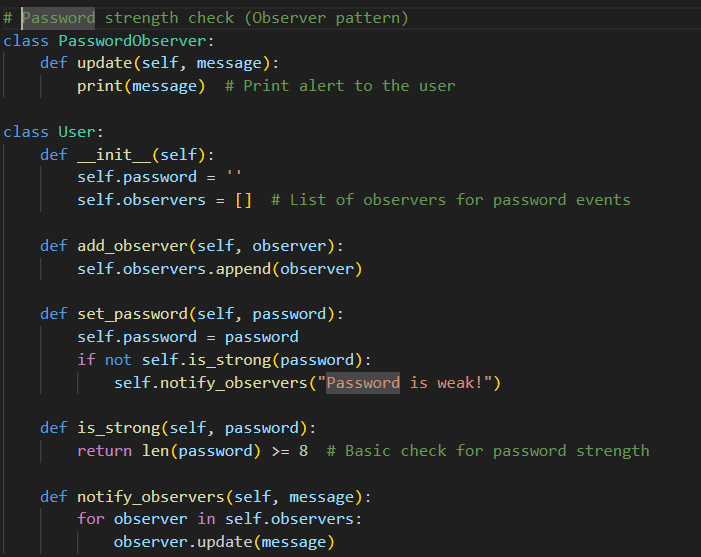 # Password strength check (Observer pattern)
class PasswordObserver:
    def update(self, message):
        print(message)  # Print alert to the user

class User:
    def __init__(self):
        self.password = ''
        self.observers = []  # List of observers for password events

    def add_observer(self, observer):
        self.observers.append(observer)

    def set_password(self, password):
        self.password = password
        if not self.is_strong(password):
            self.notify_observers("Password is weak!")

    def is_strong(self, password):
        return len(password) >= 8  # Basic check for password strength

    def notify_observers(self, message):
        for observer in self.observers:
            observer.update(message)